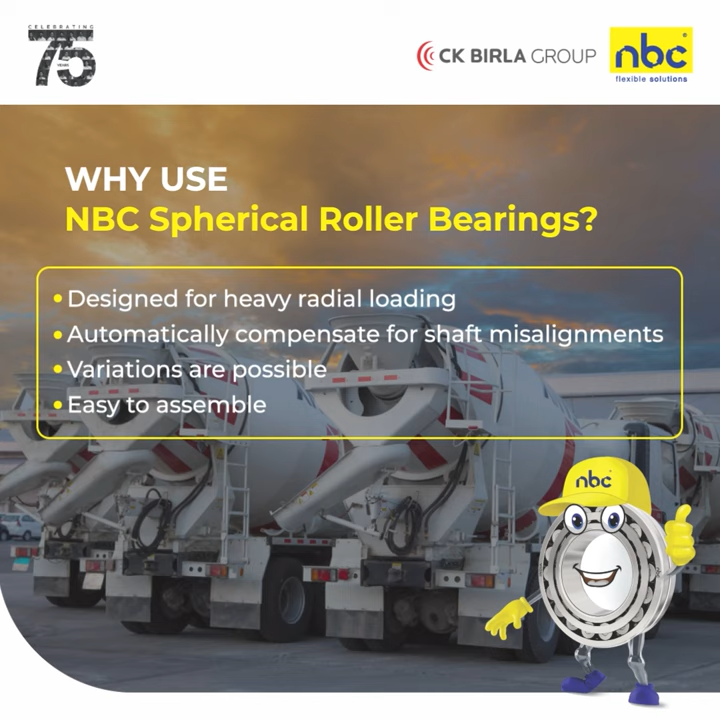 CELEBRATING
75
YEARS
CK BIRLA GROUP
nbc
flexible solutions
WHY USE
NBC Spherical Roller Bearings?
• Designed for heavy radial loading
• Automatically compensate for shaft misalignments
• Variations are possible
• Easy to assemble
nbc